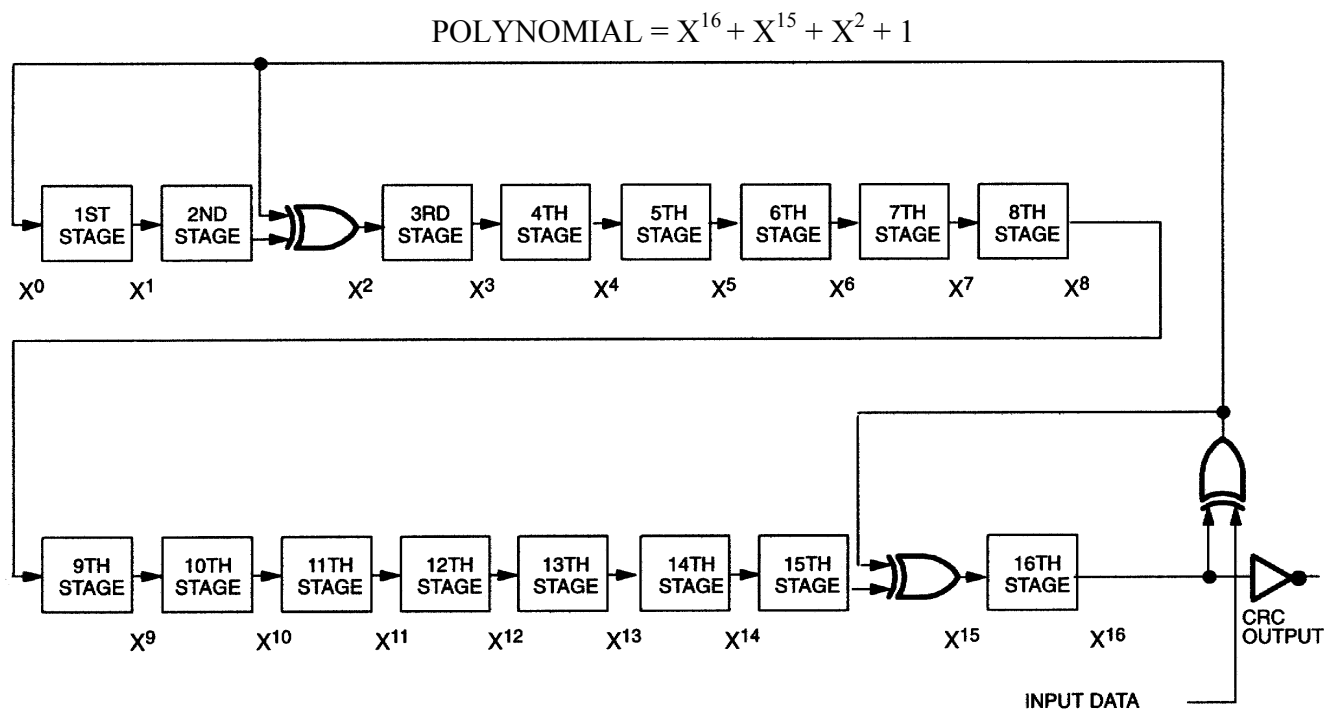 POLYNOMIAL = X¹⁶ + X¹⁵ + X² + 1
1ST STAGE
2ND STAGE
3RD STAGE
4TH STAGE
5TH STAGE
6TH STAGE
7TH STAGE
8TH STAGE
X⁰
X¹
X²
X³
X⁴
X⁵
X⁶
X⁷
X⁸
9TH STAGE
10TH STAGE
11TH STAGE
12TH STAGE
13TH STAGE
14TH STAGE
15TH STAGE
16TH STAGE
CRC OUTPUT
X⁹
X¹⁰
X¹¹
X¹²
X¹³
X¹⁴
X¹⁵
X¹⁶
INPUT DATA